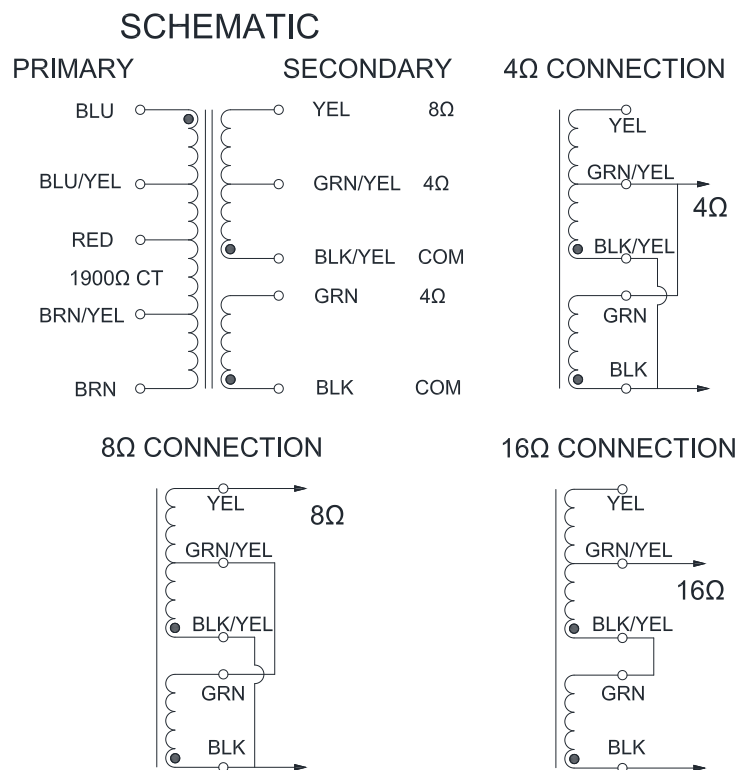 SCHEMATIC
PRIMARY
SECONDARY
BLU
YEL 8Ω
BLU/YEL
GRN/YEL 4Ω
RED
BLK/YEL COM
1900Ω CT
GRN 4Ω
BRN/YEL
BRN
BLK COM
4Ω CONNECTION
YEL
GRN/YEL
4Ω
BLK/YEL
GRN
BLK
8Ω CONNECTION
YEL
8Ω
GRN/YEL
BLK/YEL
GRN
BLK
16Ω CONNECTION
YEL
GRN/YEL
16Ω
BLK/YEL
GRN
BLK